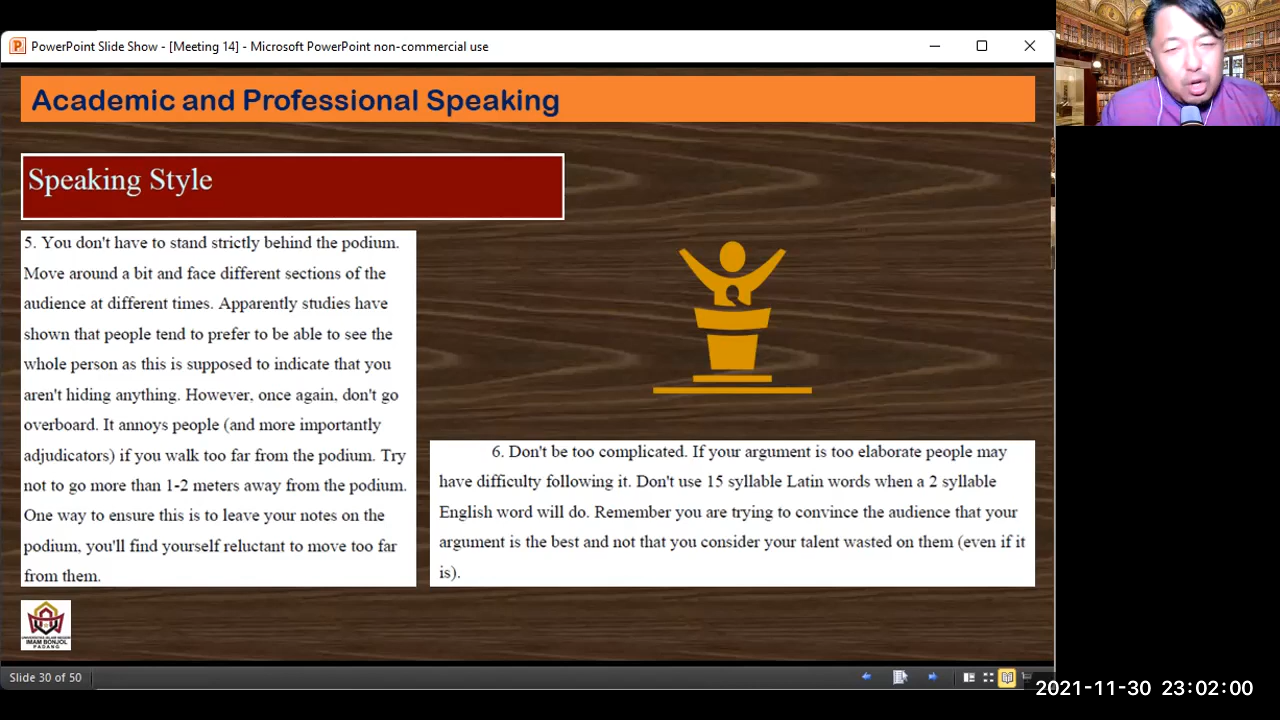 PowerPoint Slide Show - [Meeting 14] - Microsoft PowerPoint non-commercial use
Academic and Professional Speaking
Speaking Style
5. You don't have to stand strictly behind the podium.
Move around a bit and face different sections of the
audience at different times. Apparently studies have
shown that people tend to prefer to be able to see the
whole person as this is supposed to indicate that you
aren't hiding anything. However, once again, don't go
overboard. It annoys people (and more importantly
adjudicators) if you walk too far from the podium. Try
not to go more than 1-2 meters away from the podium.
One way to ensure this is to leave your notes on the
podium, you'll find yourself reluctant to move too far
from them.
6. Don't be too complicated. If your argument is too elaborate people may
have difficulty following it. Don't use 15 syllable Latin words when a 2 syllable
English word will do. Remember you are trying to convince the audience that your
argument is the best and not that you consider your talent wasted on them (even if it
is).
UNIVERSITAS ISLAM NEGERI
IMAM BONJOL
PADANG
Slide 30 of 50
2021-11-30 23:02:00